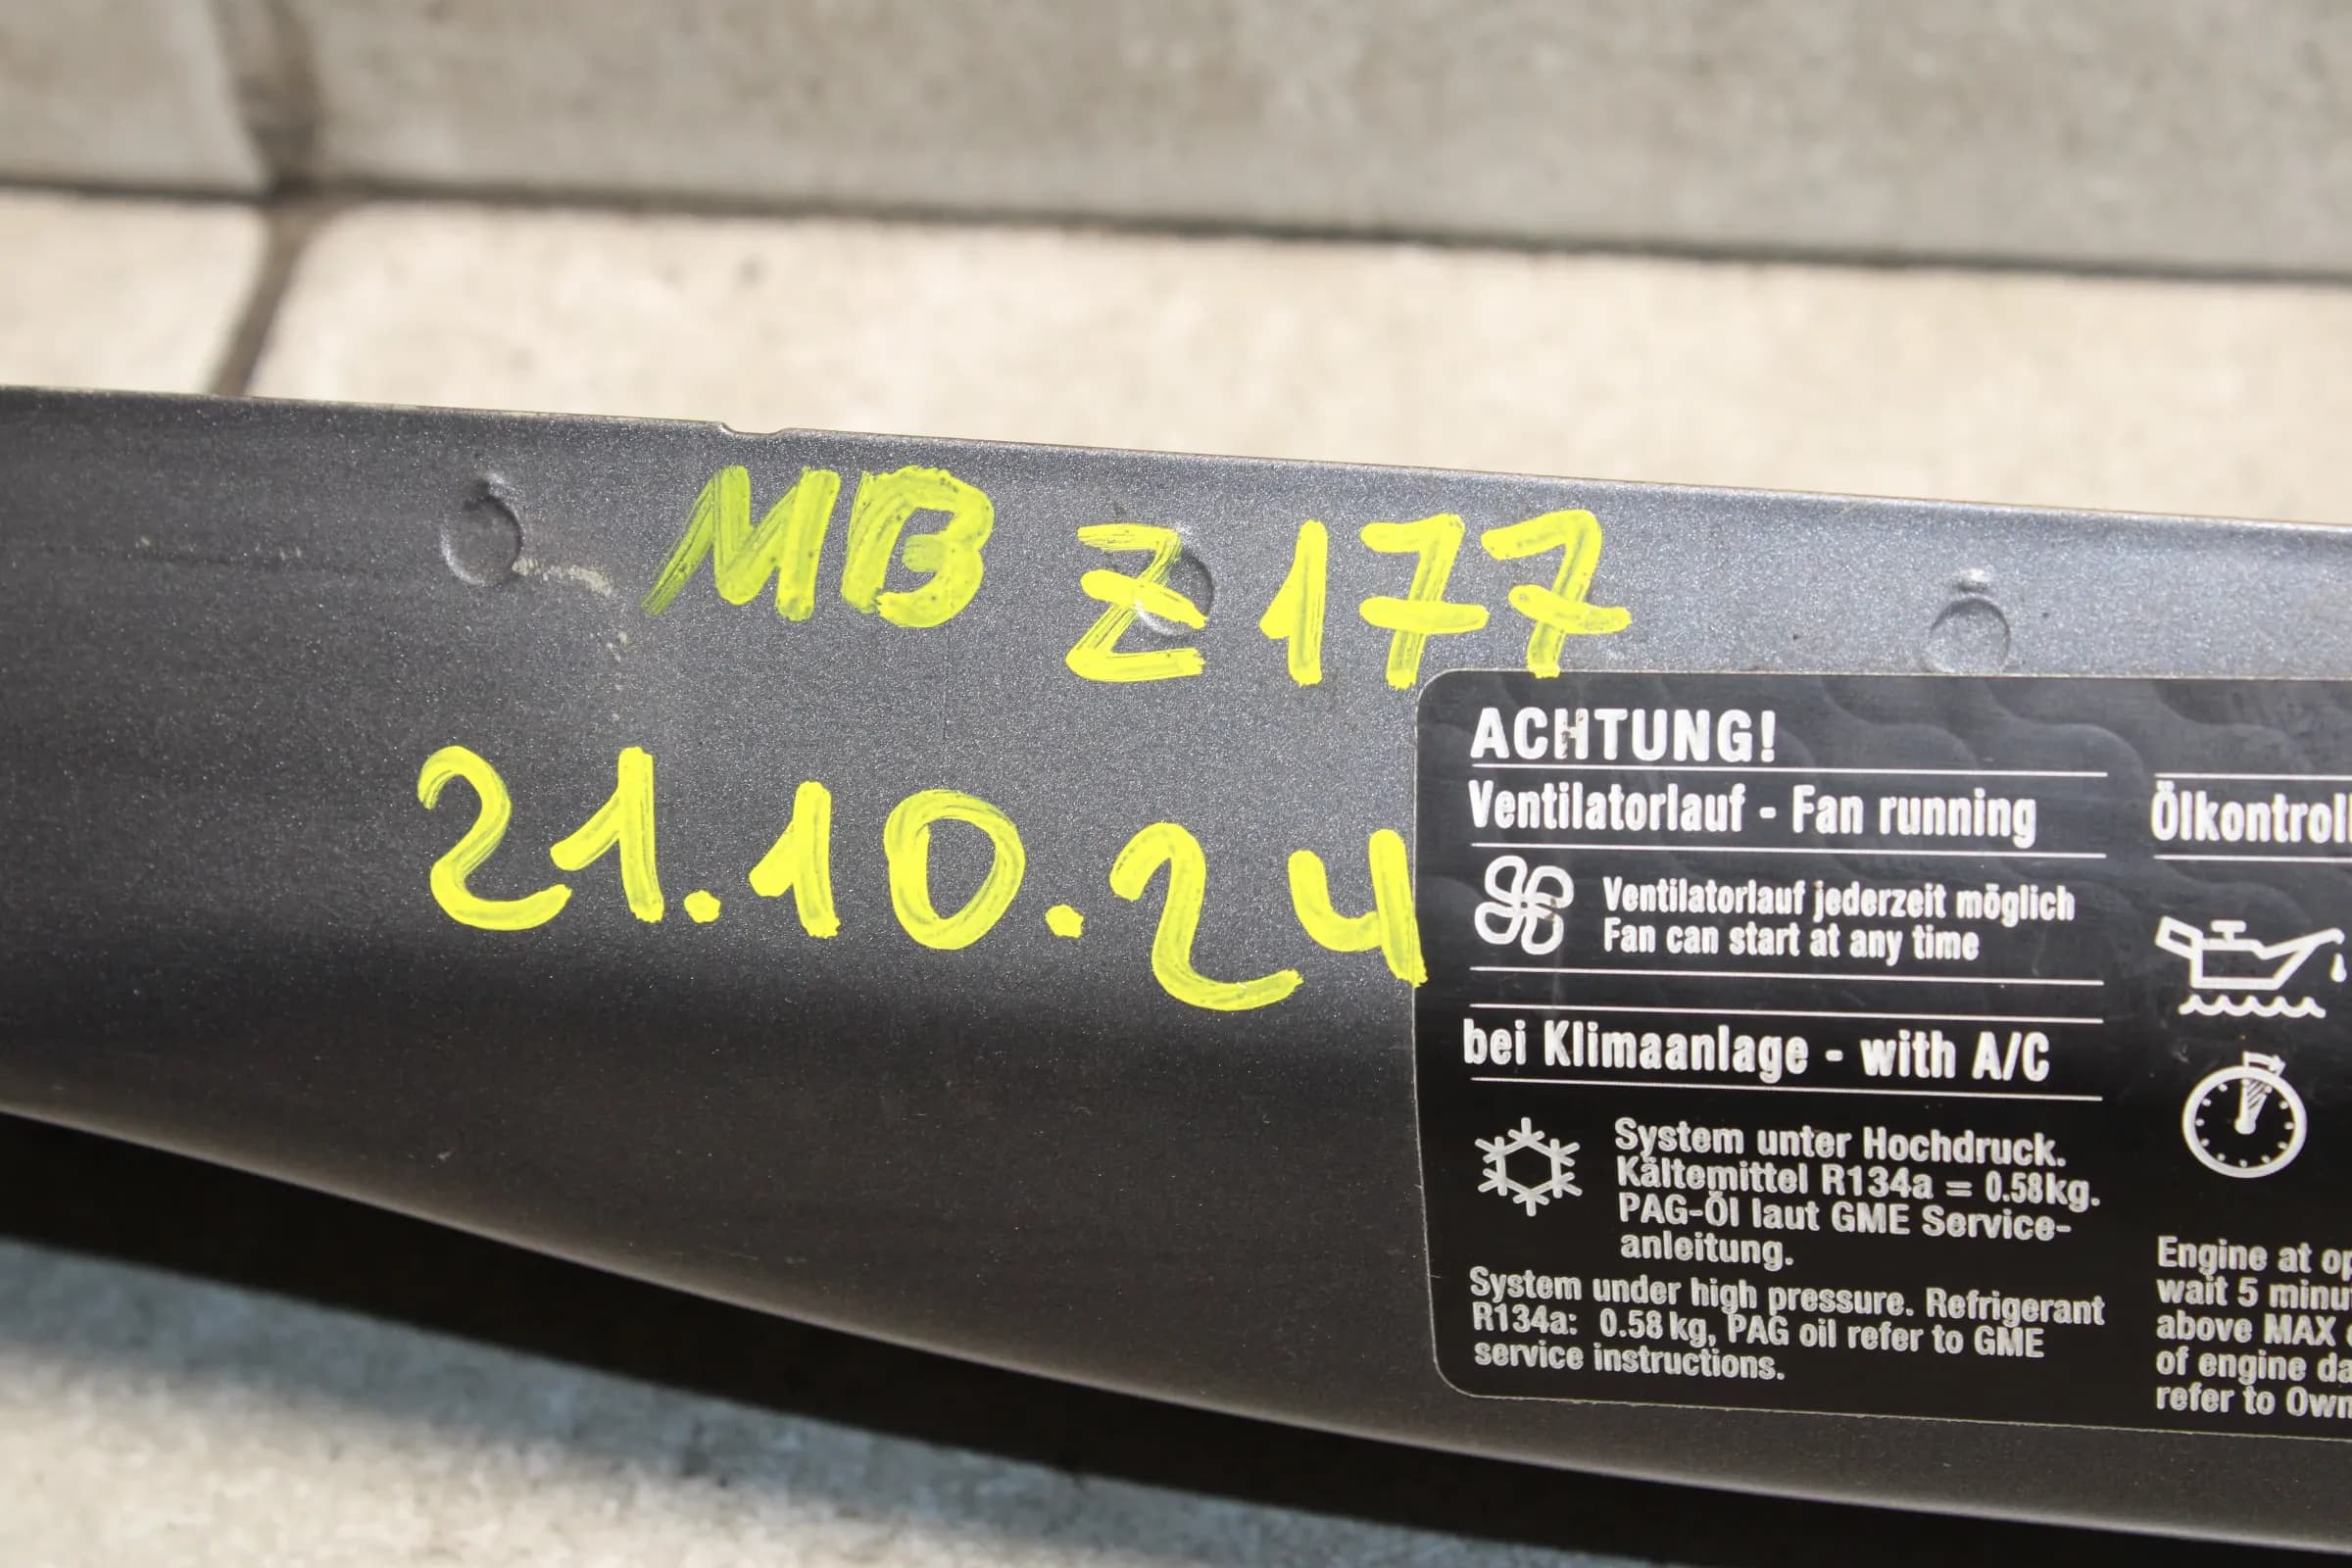 MB Z177
21.10.24
ACHTUNG!
Ventilatorlauf - Fan running
Ventilatorlauf jederzeit möglich
Fan can start at any time
bei Klimaanlage - with A/C
System unter Hochdruck.
Kältemittel R134a = 0.58kg.
PAG-Öl laut GME Service-
anleitung.
System under high pressure. Refrigerant
R134a: 0.58 kg, PAG oil refer to GME
service instructions.
Ölkontrol
Engine at op
wait 5 minu
above MAX
of engine da
refer to Own